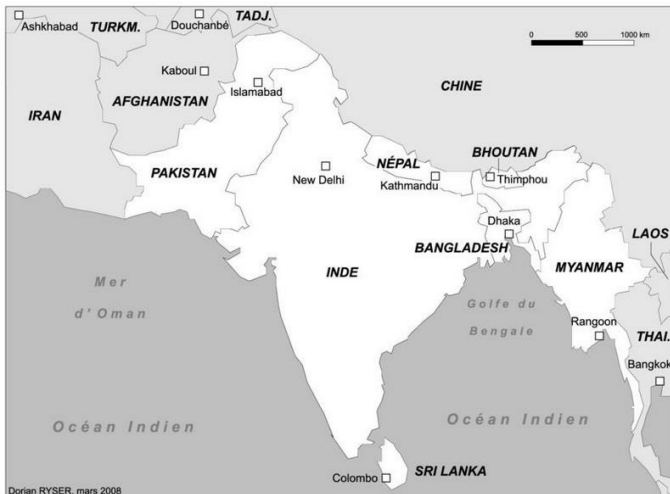 Ashkhabad
TURKM.
Douchanbé
TADJ.
0 500 1000 km
Kaboul
Islamabad
CHINE
IRAN
AFGHANISTAN
PAKISTAN
New Delhi
NÉPAL
Kathmandu
BHOUTAN
Thimphou
Dhaka
BANGLADESH
INDE
MYANMAR
LAOS
Mer
d'Oman
Golfe du
Bengale
Rangoon
THAI.
Bangkok
Océan Indien
Océan Indien
Colombo
SRI LANKA
Dorian RYSER, mars 2008